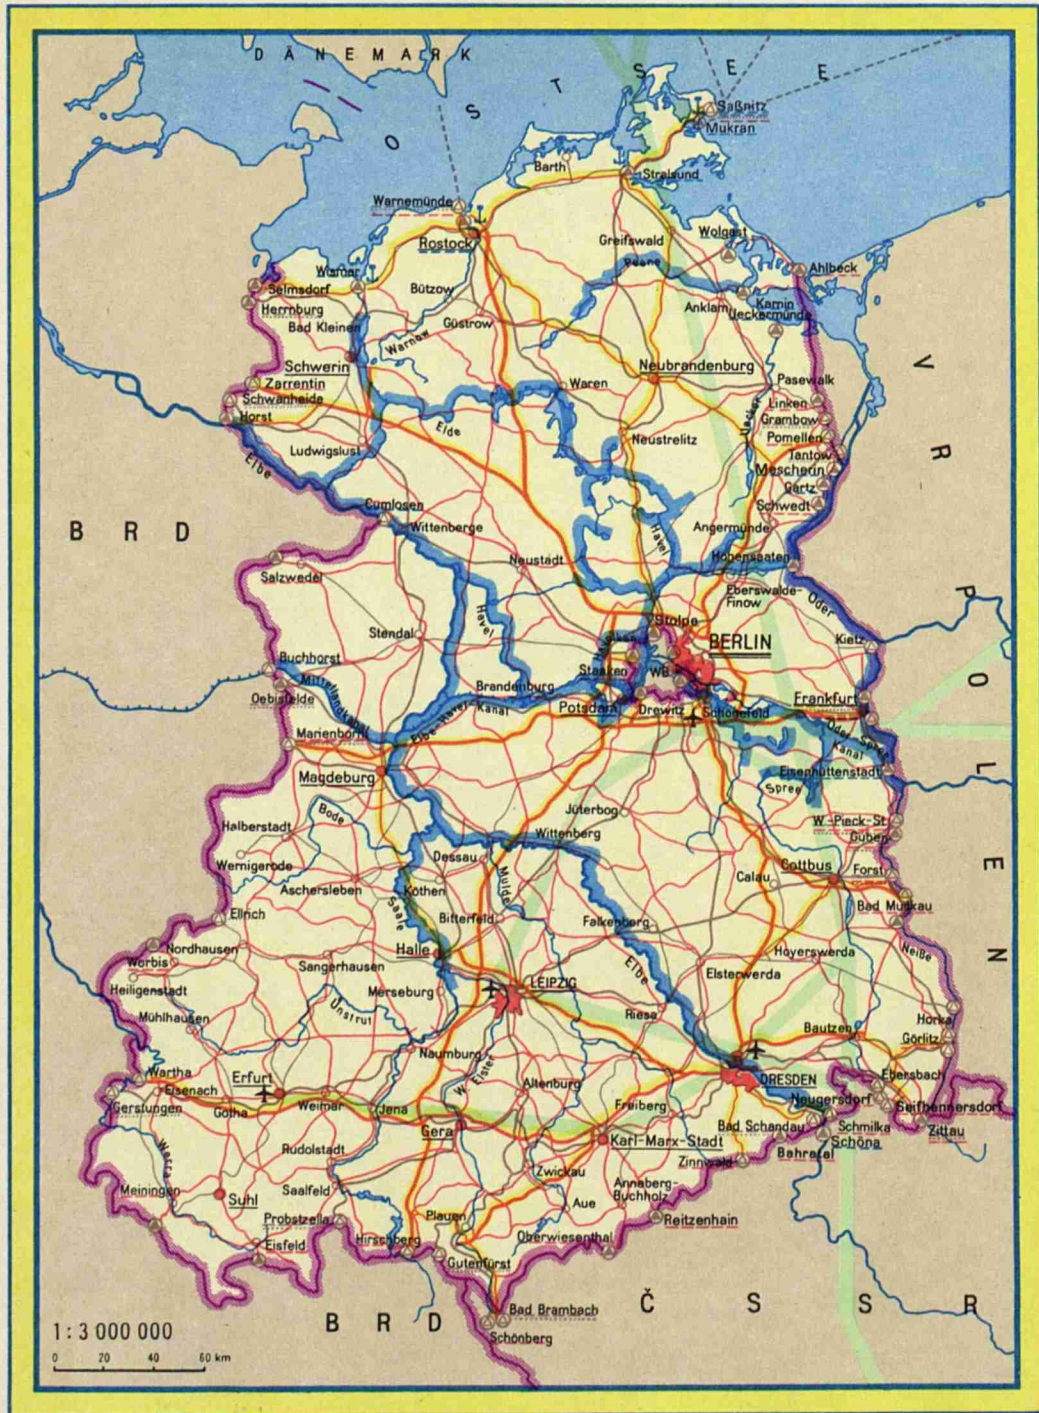 DÄNEMARK
OSTSEE
Saßnitz
Mukran
Barth
Stralsund
Warnemünde
Rostock
Greifswald
Wolgast
Peene
Ahlbeck
Wismar
Selmsdorf
Herrnburg
Bützow
Anklam
Kamin
Ueckermünde
Bad Kleinen
Güstrow
Warnow
Schwerin
Neubrandenburg
VR POLEN
Zarrentin
Waren
Pasewalk
Schwanheide
Linken
Horst
Grambow
Elde
Uecker
Pomellen
Neustrelitz
Ludwigslust
Tantow
Elbe
Mescherin
Gartz
Schwedt
Cumlosen
BRD
Wittenberge
Angermünde
Havel
Hohensaaten
Salzwedel
Neustadt
Eberswalde-
Finow
Oder
Havel
Stolpe
Stendal
BERLIN
Kietz
Buchhorst
Staaken
WB
Mittellandkanal
Oebisfelde
Brandenburg
Potsdam
Drewitz
Schönefeld
Frankfurt
Elbe-Havel-Kanal
Marienborn
Oder-Spree
Kanal
Magdeburg
Eisenhüttenstadt
Spree
Bode
Jüterbog
W.-Pieck-St.
Halberstadt
Wittenberg
Guben
Wernigerode
Dessau
Mulde
Cottbus
Forst
Aschersleben
Köthen
Calau
Saale
Bad Muskau
Ellrich
Bitterfeld
Falkenberg
Nordhausen
Halle
Hoyerswerda
Neiße
Worbis
Sangerhausen
Elbe
Elsterwerda
Heiligenstadt
Merseburg
LEIPZIG
Unstrut
Mühlhausen
Riesa
Bautzen
Horka
Görlitz
Naumburg
Wartha
W. Elster
Ebersbach
Eisenach
Erfurt
Altenburg
DRESDEN
Gerstungen
Neugersdorf
Gotha
Weimar
Jena
Freiberg
Seifhennersdorf
Gera
Bad Schandau
Schmilka
Zittau
Karl-Marx-Stadt
Schöna
Werra
Rudolstadt
Bahratal
Zinnwald
Zwickau
Meiningen
Saalfeld
Annaberg-
Buchholz
Suhl
Aue
Probstzella
Plauen
Reitzenhain
Eisfeld
Hirschberg
Oberwiesenthal
Gutenfürst
ČSSR
Bad Brambach
BRD
Schönberg
1 : 3 000 000
0 20 40 60 km